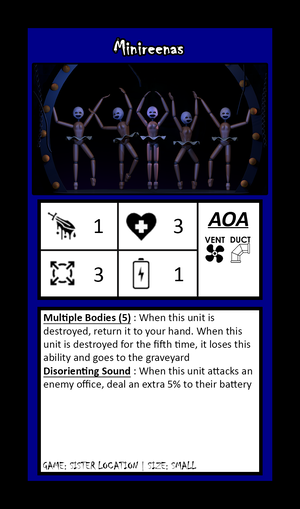 Minireenas
1 3 AOA
VENT DUCT
3 1
Multiple Bodies (5) : When this unit is
destroyed, return it to your hand. When this
unit is destroyed for the fifth time, it loses this
ability and goes to the graveyard
Disorienting Sound : When this unit attacks an
enemy office, deal an extra 5% to their battery
GAME: SISTER LOCATION | SIZE: SMALL